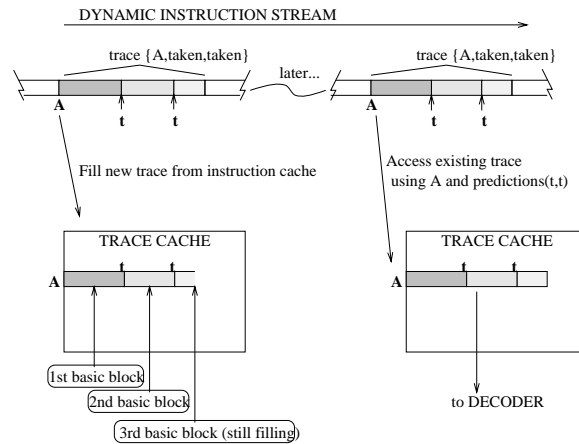 DYNAMIC INSTRUCTION STREAM
trace {A,taken,taken}
later...
trace {A,taken,taken}
A
t
t
A
t
t
Fill new trace from instruction cache
Access existing trace
using A and predictions(t,t)
TRACE CACHE
t
t
A
TRACE CACHE
t
t
A
1st basic block
2nd basic block
3rd basic block (still filling)
to DECODER